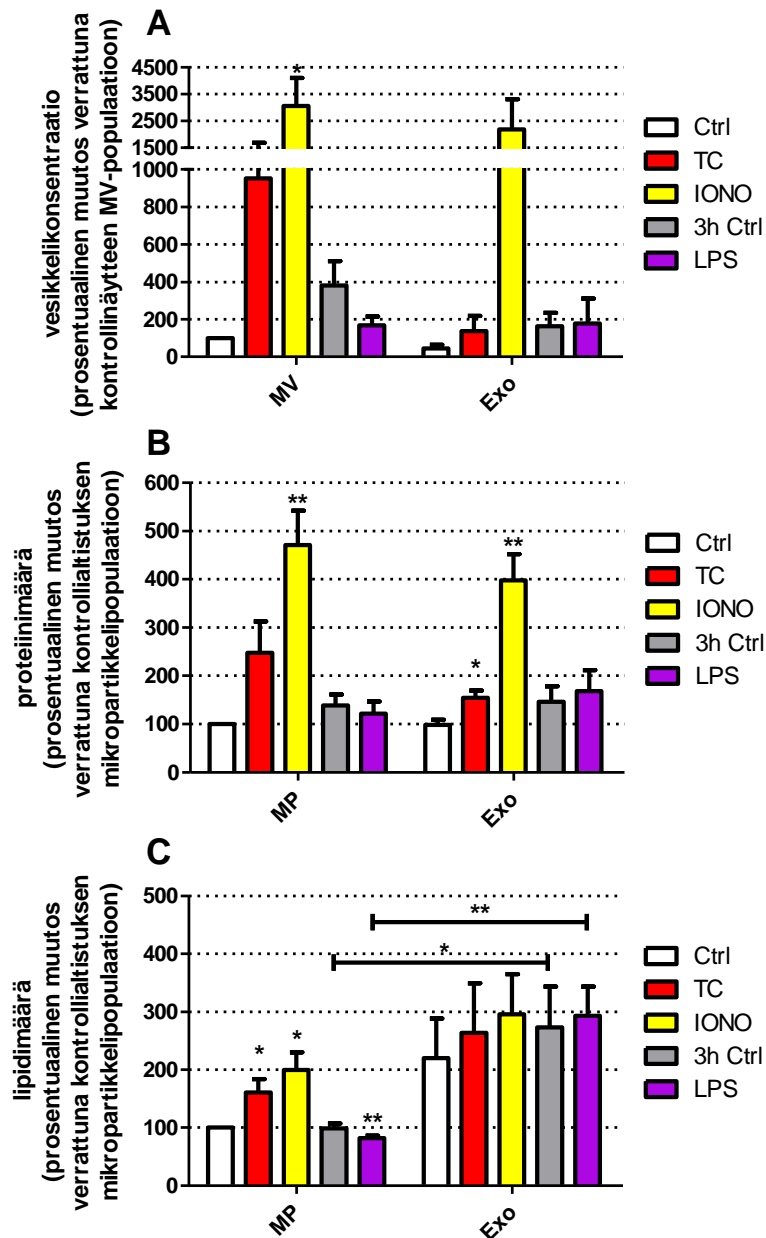 A
vesikkelikonsentraatio
(prosentuaalinen muutos verrattuna
kontrollinäytteen MV-populaatioon)
4500
3500
2500
1500
1000
800
600
400
200
0
*
MV
Exo
Ctrl
TC
IONO
3h Ctrl
LPS
B
proteiinimäärä
(prosentuaalinen muutos
verrattuna kontrollialtistuksen
mikropartikkelipopulaatioon)
600
500
400
300
200
100
0
**
*
**
MP
Exo
Ctrl
TC
IONO
3h Ctrl
LPS
C
lipidimäärä
(prosentuaalinen muutos
verrattuna kontrollialtistuksen
mikropartikkelipopulaatioon)
500
400
300
200
100
0
**
*
*
*
**
MP
Exo
Ctrl
TC
IONO
3h Ctrl
LPS